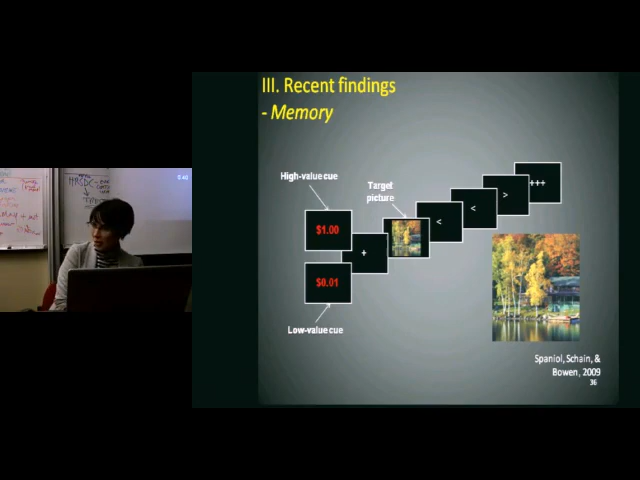 III. Recent findings
- Memory
High-value cue
Target
picture
$1.00
+
<
<
>
+++
$0.01
Low-value cue
Spaniol, Schain, &
Bowen, 2009
36